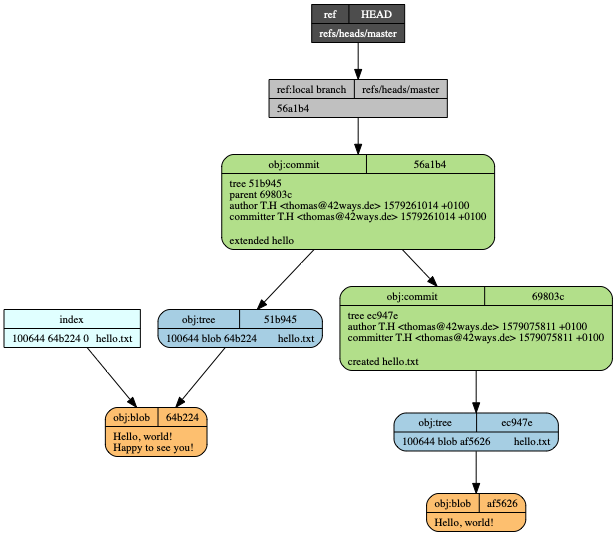 ref HEAD
refs/heads/master
ref:local branch refs/heads/master
56a1b4
obj:commit 56a1b4
tree 51b945
parent 69803c
author T.H <thomas@42ways.de> 1579261014 +0100
committer T.H <thomas@42ways.de> 1579261014 +0100
extended hello
index
100644 64b224 0 hello.txt
obj:tree 51b945
100644 blob 64b224 hello.txt
obj:commit 69803c
tree ec947e
author T.H <thomas@42ways.de> 1579075811 +0100
committer T.H <thomas@42ways.de> 1579075811 +0100
created hello.txt
obj:blob 64b224
Hello, world!
Happy to see you!
obj:tree ec947e
100644 blob af5626 hello.txt
obj:blob af5626
Hello, world!